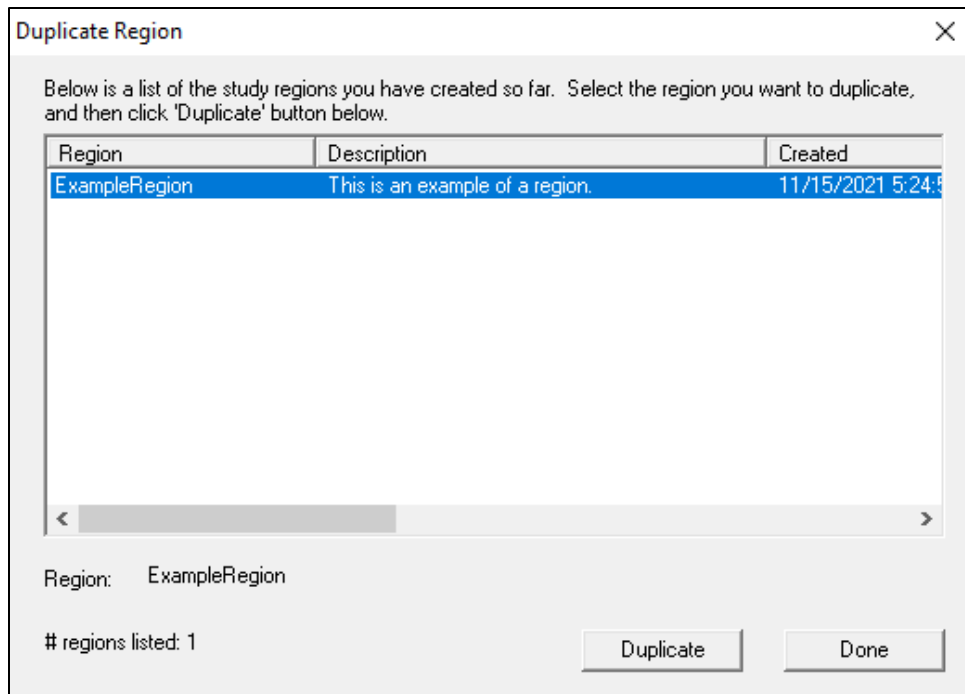 Duplicate Region
Below is a list of the study regions you have created so far.  Select the region you want to duplicate,
and then click 'Duplicate' button below.
Region Description Created
ExampleRegion This is an example of a region. 11/15/2021 5:24:5
Region: ExampleRegion
# regions listed: 1
Duplicate Done